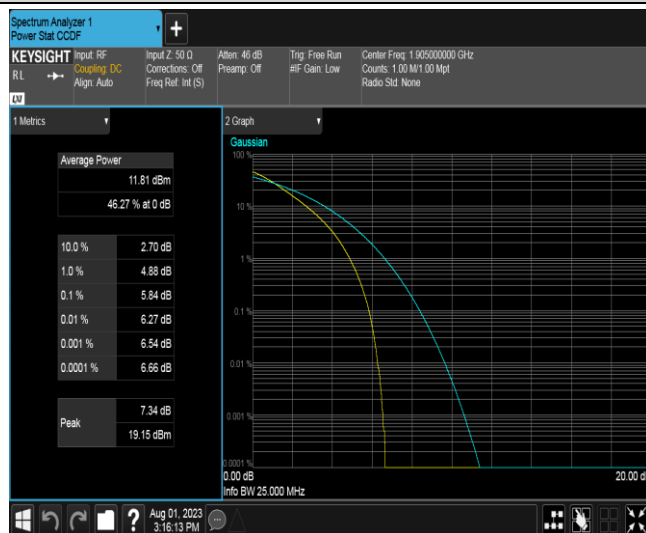 Spectrum Analyzer 1
Power Stat CCDF
+
KEYSIGHT
RL
LXI
Input: RF
Coupling: DC
Align: Auto
Input Z: 50 Ω
Corrections: Off
Freq Ref: Int (S)
Atten: 46 dB
Preamp: Off
Trig: Free Run
#IF Gain: Low
Center Freq: 1.905000000 GHz
Counts: 1.00 M/1.00 Mpt
Radio Std: None
1 Metrics
Average Power
11.81 dBm
46.27 % at 0 dB
10.0 % 2.70 dB
1.0 % 4.88 dB
0.1 % 5.84 dB
0.01 % 6.27 dB
0.001 % 6.54 dB
0.0001 % 6.66 dB
Peak
7.34 dB
19.15 dBm
2 Graph
Gaussian
100 %
10 %
1 %
0.1 %
0.01 %
0.001 %
0.0001 %
0.00 dB
20.00 d
Info BW 25.000 MHz
?
Aug 01, 2023
3:16:13 PM